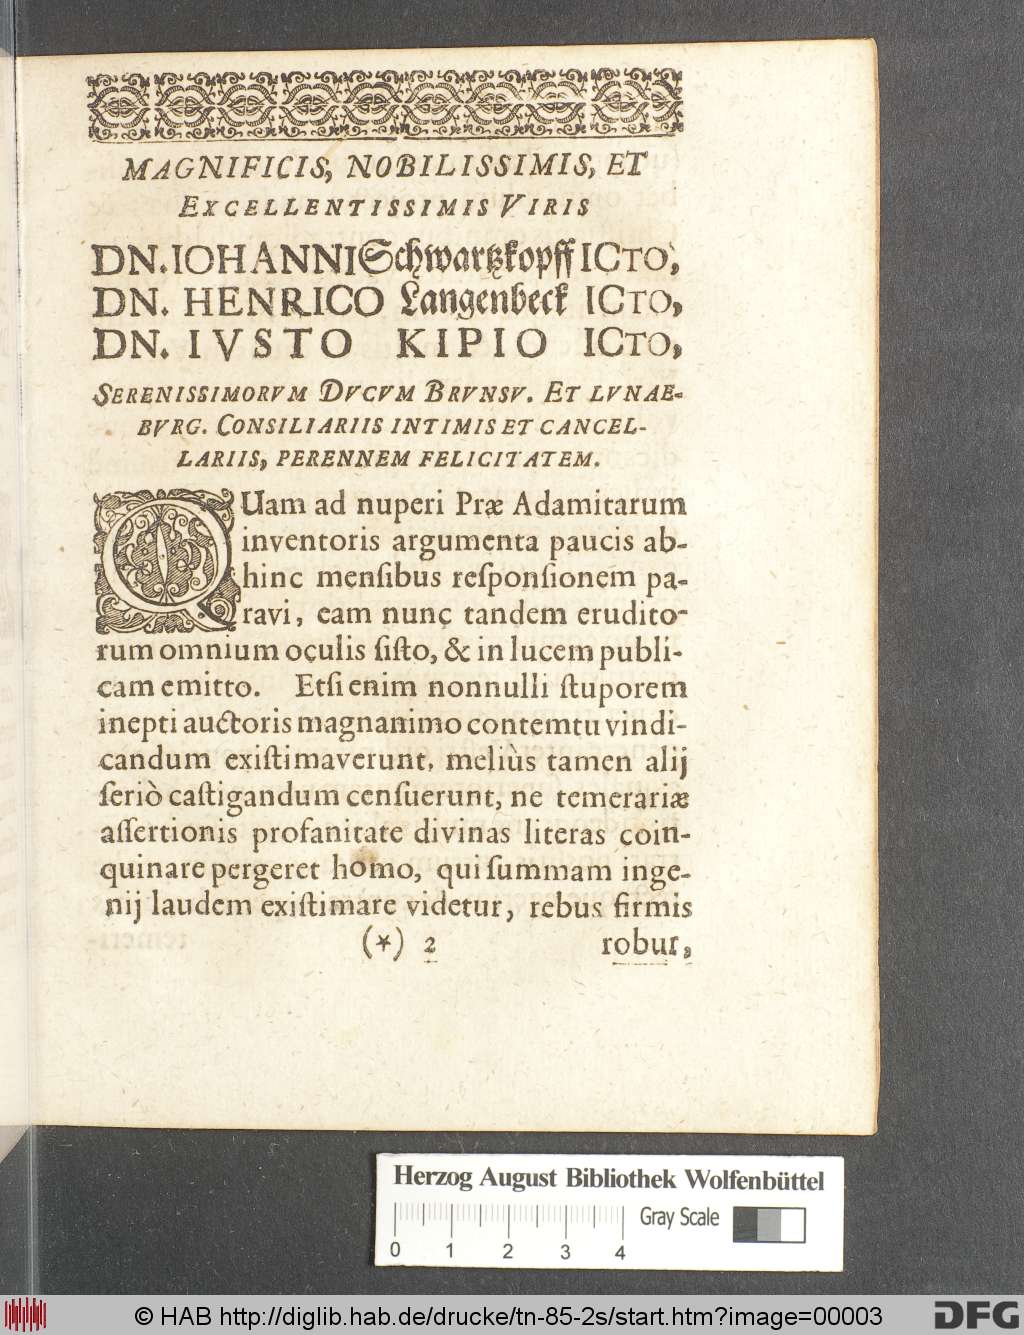 MAGNIFICIS, NOBILISSIMIS, ET
EXCELLENTISSIMIS VIRIS
DN. IOHANNI Schwartzkopff ICTO,
DN. HENRICO Langenbeck ICTO,
DN. IVSTO KIPIO ICTO,
SERENISSIMORVM DVCVM BRVNSV. ET LVNAE-
BVRG. CONSILIARIIS INTIMIS ET CANCEL-
LARIIS, PERENNEM FELICITATEM.
QUam ad nuperi Præ Adamitarum
inventoris argumenta paucis ab-
hinc mensibus reſponſionem pa-
ravi, eam nunc tandem erudito-
rum omnium oculis ſiſto, & in lucem publi-
cam emitto. Etſi enim nonnulli ſtuporem
inepti auctoris magnanimo contemtu vindi-
candum exiſtimaverunt, meliùs tamen alij
ſeriò caſtigandum cenſuerunt, ne temerariæ
aſſertionis profanitate divinas literas coin-
quinare pergeret homo, qui ſummam inge-
nij laudem exiſtimare videtur, rebus firmis
(*) 2 robur,
Herzog August Bibliothek Wolfenbüttel
Gray Scale
0 1 2 3 4
© HAB http://diglib.hab.de/drucke/tn-85-2s/start.htm?image=00003
DFG